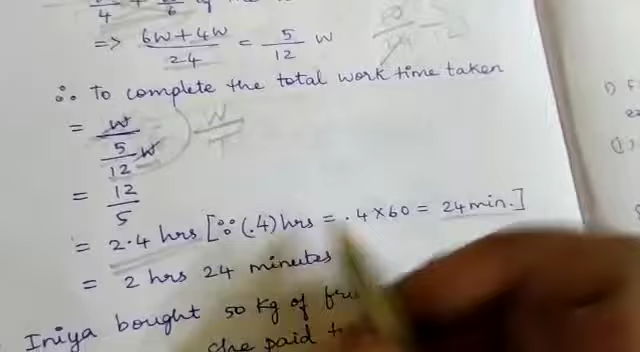 => 6W + 4W / 24 = 5/12 W
∴ To complete the total work time taken
= W / (5/12 W)
W/T
= 12/5
= 2.4 hrs [∵ (.4) hrs = .4 × 60 = 24 min.]
= 2 hrs 24 minutes
Iniya bought 50 kg of
she paid